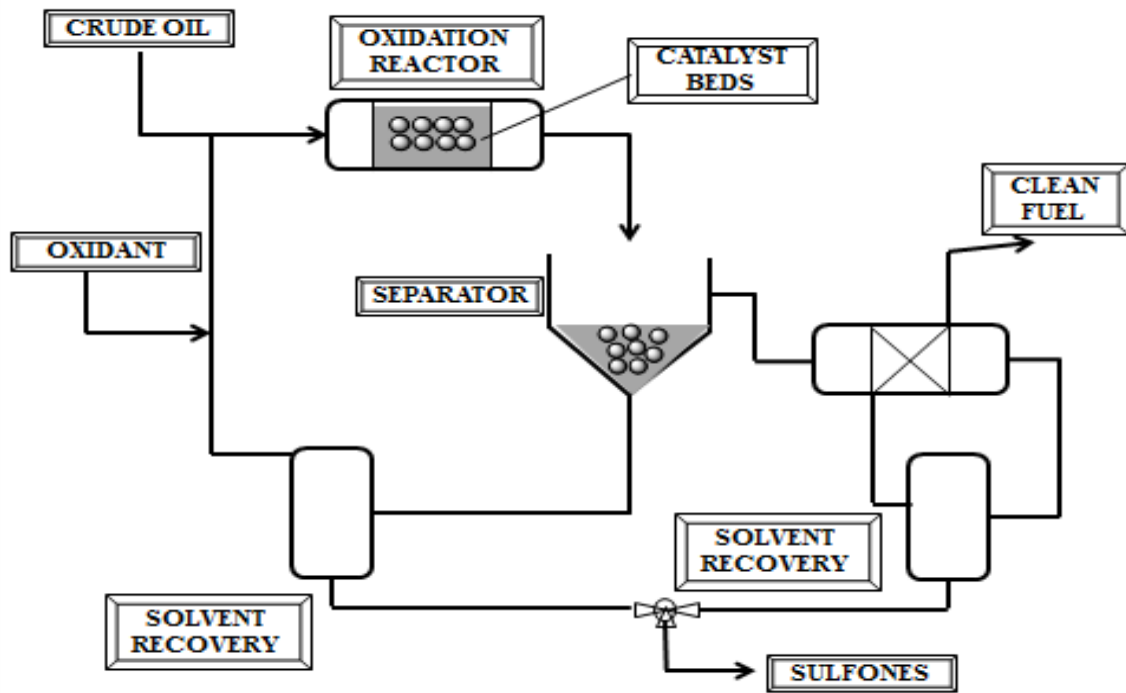 CRUDE OIL
OXIDATION
REACTOR
CATALYST
BEDS
CLEAN
FUEL
OXIDANT
SEPARATOR
SOLVENT
RECOVERY
SOLVENT
RECOVERY
SULFONES